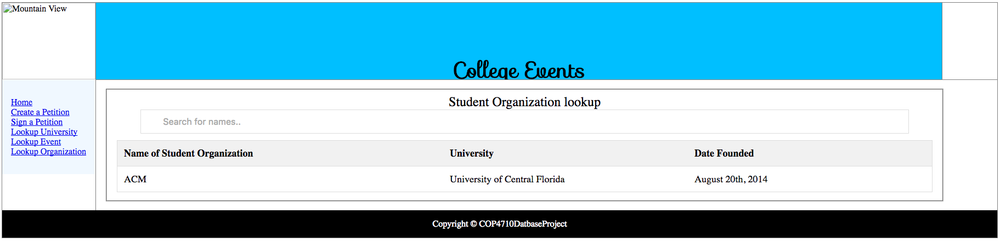 Mountain View
College Events
Home
Create a Petition
Sign a Petition
Lookup University
Lookup Event
Lookup Organization
Student Organization lookup
Search for names..
Name of Student Organization University Date Founded
ACM University of Central Florida August 20th, 2014
Copyright © COP4710DatbaseProject